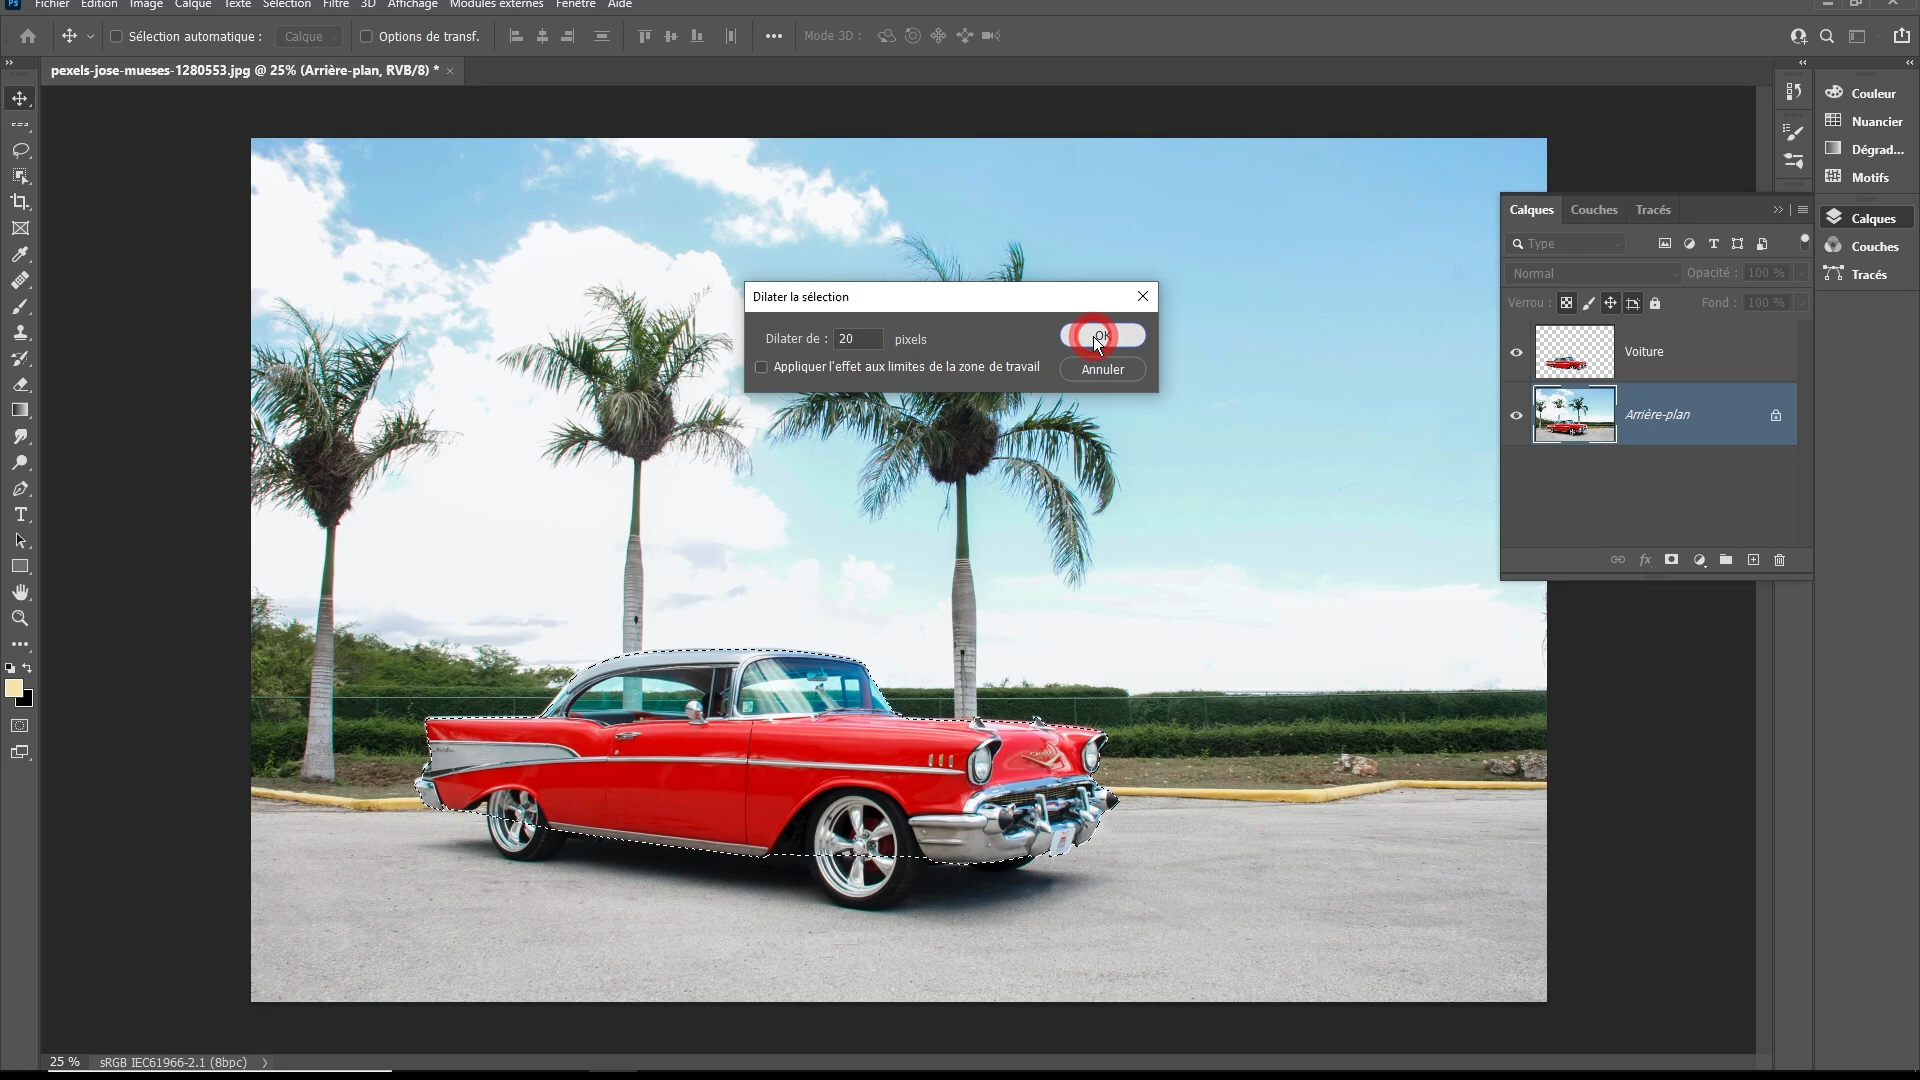 Ps Fichier Edition Image Calque Texte Sélection Filtre 3D Affichage Modules externes Fenêtre Aide
Sélection automatique : Calque Options de transf. Mode 3D :
pexels-jose-mueses-1280553.jpg @ 25% (Arrière-plan, RVB/8) * ×
Couleur
Nuancier
Dégrad...
Motifs
Calques
Couches
Tracés
Calques Couches Tracés
Type
Normal Opacité : 100 %
Verrou : Fond : 100 %
Voiture
Arrière-plan
fx
Dilater la sélection
Dilater de : 20 pixels
OK
Appliquer l'effet aux limites de la zone de travail
Annuler
25 % sRGB IEC61966-2.1 (8bpc)